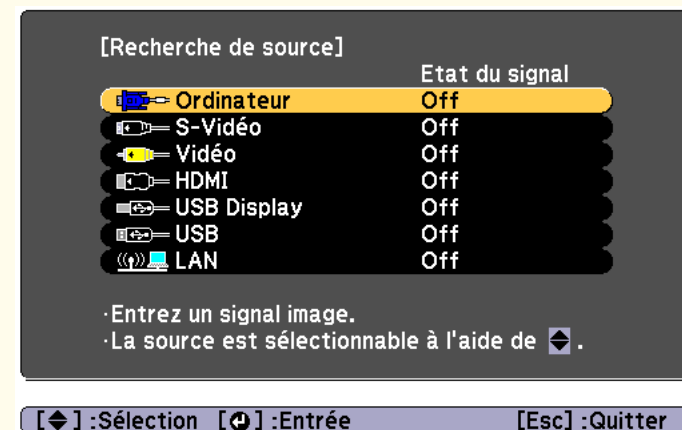 [Recherche de source]
Etat du signal
Ordinateur Off
S-Vidéo Off
Vidéo Off
HDMI Off
USB Display Off
USB Off
LAN Off
·Entrez un signal image.
·La source est sélectionnable à l'aide de .
[ ] :Sélection [ ] :Entrée [Esc] :Quitter